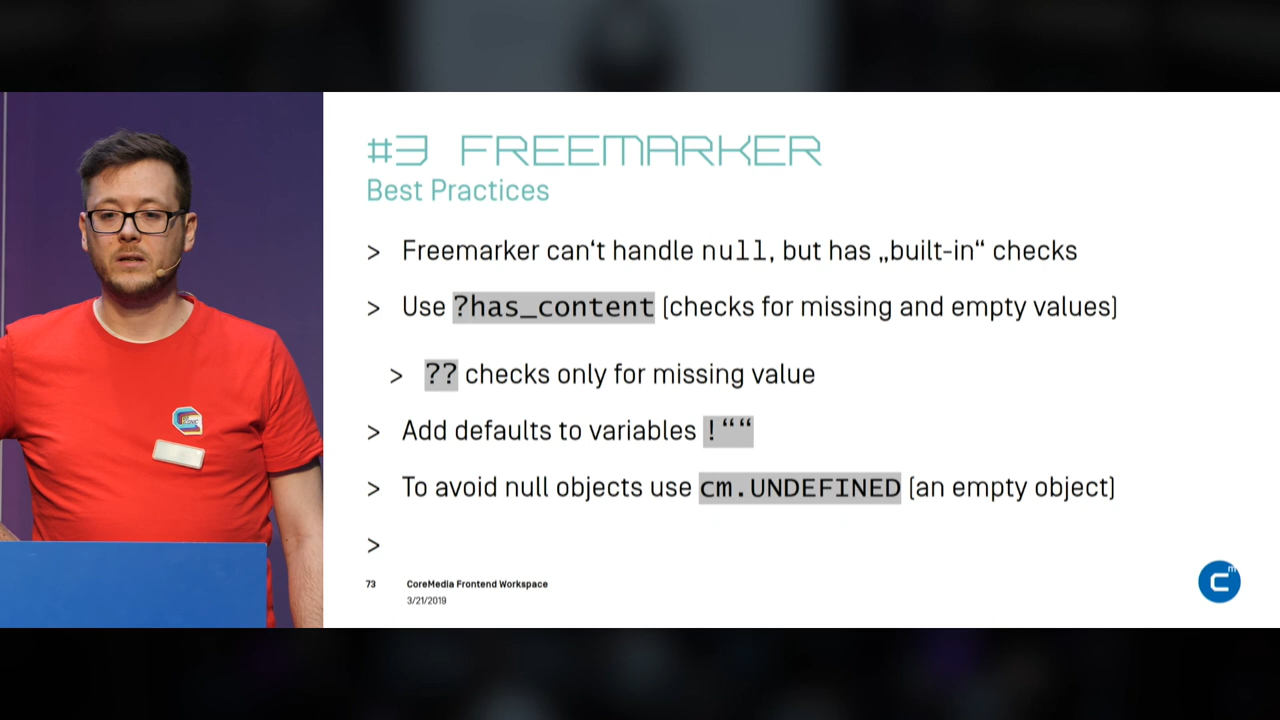 #3 FREEMARKER
Best Practices
> Freemarker can‘t handle null, but has „built-in“ checks
> Use ?has_content (checks for missing and empty values)
> ?? checks only for missing value
> Add defaults to variables !““
> To avoid null objects use cm.UNDEFINED (an empty object)
>
73 CoreMedia Frontend Workspace
3/21/2019
cm